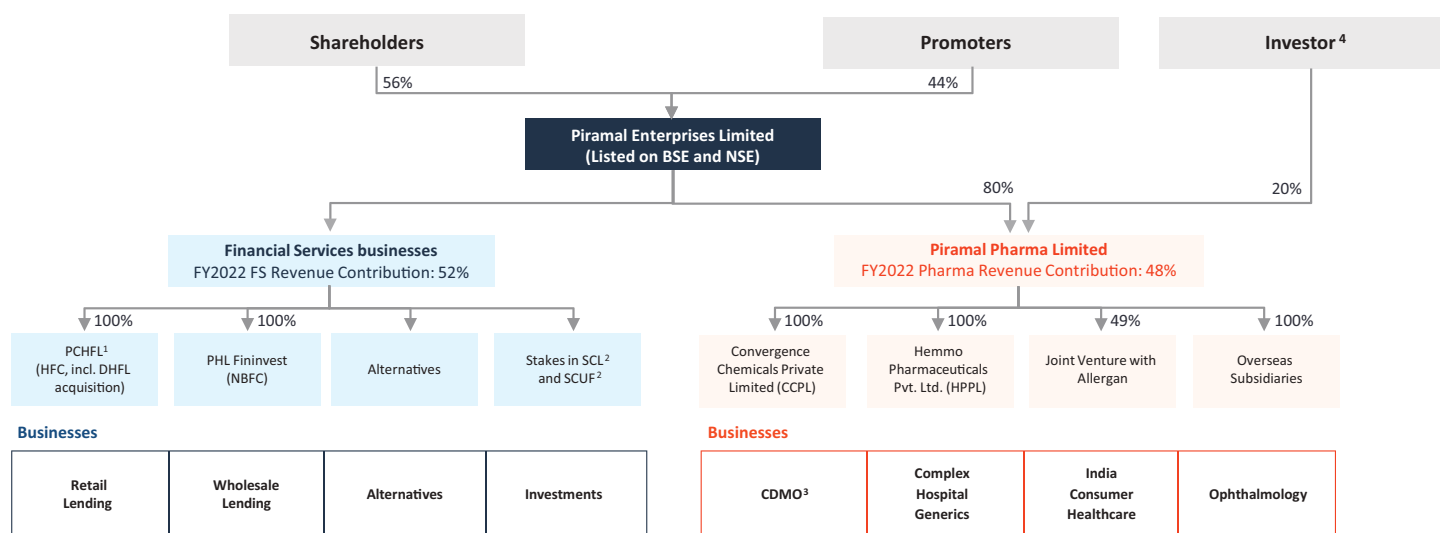 Shareholders
Promoters
Investor 4
56%
44%
Piramal Enterprises Limited
(Listed on BSE and NSE)
80%
20%
Financial Services businesses
FY2022 FS Revenue Contribution: 52%
Piramal Pharma Limited
FY2022 Pharma Revenue Contribution: 48%
100%
100%
100%
100%
49%
100%
PCHFL1
(HFC, incl. DHFL
acquisition)
PHL Fininvest
(NBFC)
Alternatives
Stakes in SCL2
and SCUF2
Convergence
Chemicals Private
Limited (CCPL)
Hemmo
Pharmaceuticals
Pvt. Ltd. (HPPL)
Joint Venture with
Allergan
Overseas
Subsidiaries
Businesses
Businesses
Retail
Lending
Wholesale
Lending
Alternatives
Investments
CDMO3
Complex
Hospital
Generics
India
Consumer
Healthcare
Ophthalmology